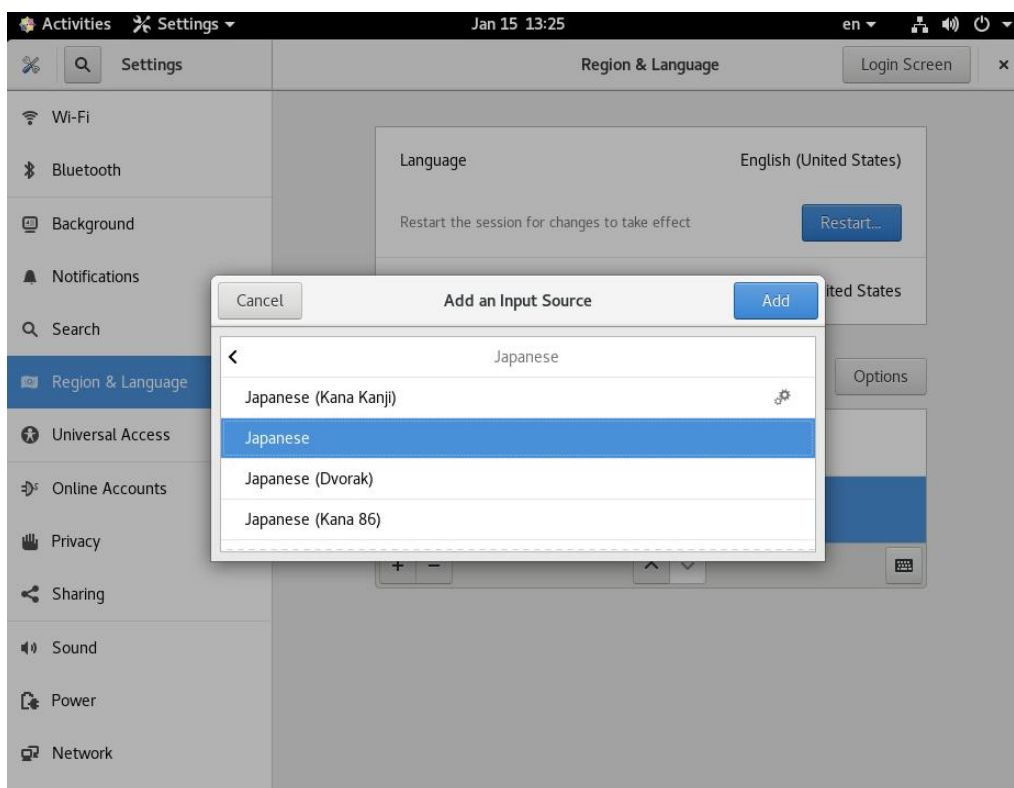 Activities Settings Jan 15 13:25 en
Settings Region & Language Login Screen
Wi-Fi
Bluetooth
Background
Notifications
Search
Region & Language
Universal Access
Online Accounts
Privacy
Sharing
Sound
Power
Network
Language English (United States)
Restart the session for changes to take effect Restart...
ited States
Options
Cancel Add an Input Source Add
Japanese
Japanese (Kana Kanji)
Japanese
Japanese (Dvorak)
Japanese (Kana 86)